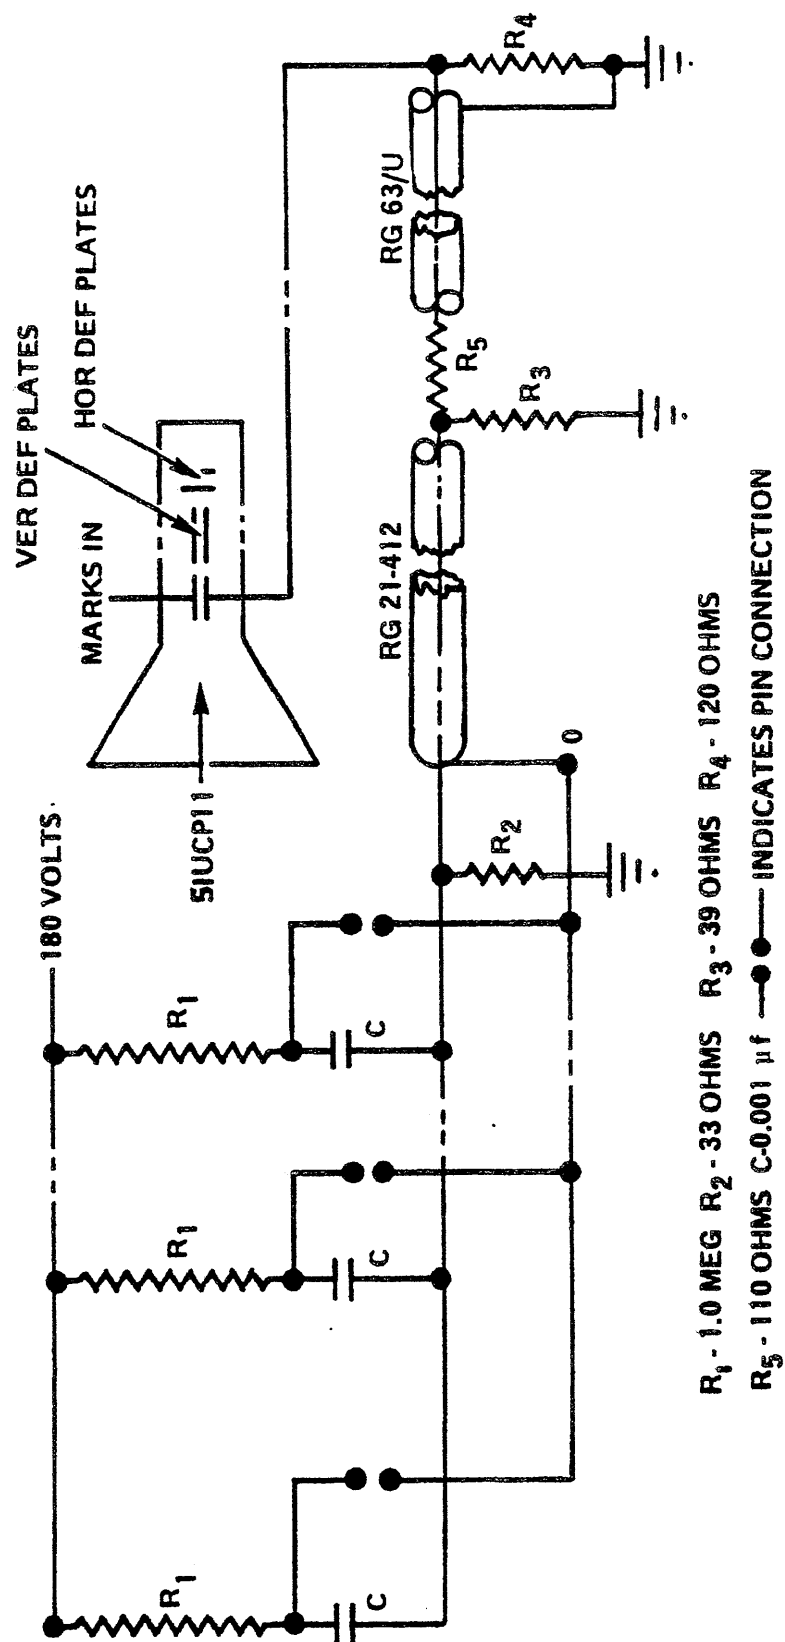 180 VOLTS
R1
R1
R1
C
C
C
R2
0
5IUCP11
MARKS IN
VER DEF PLATES
HOR DEF PLATES
RG 21-412
RG 63/U
R5
R3
R4
R1 - 1.0 MEG R2 - 33 OHMS R3 - 39 OHMS R4 - 120 OHMS
R5 - 110 OHMS C-0.001 µf INDICATES PIN CONNECTION